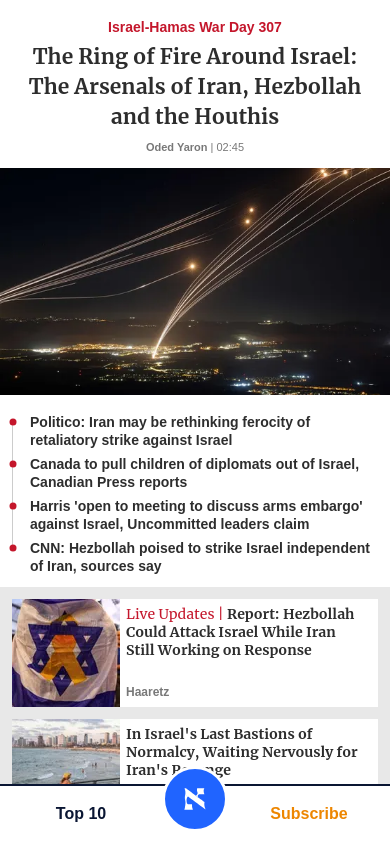 Israel-Hamas War Day 307
The Ring of Fire Around Israel:
The Arsenals of Iran, Hezbollah
and the Houthis
Oded Yaron | 02:45
Politico: Iran may be rethinking ferocity of
retaliatory strike against Israel
Canada to pull children of diplomats out of Israel,
Canadian Press reports
Harris 'open to meeting to discuss arms embargo'
against Israel, Uncommitted leaders claim
CNN: Hezbollah poised to strike Israel independent
of Iran, sources say
Live Updates | Report: Hezbollah
Could Attack Israel While Iran
Still Working on Response
Haaretz
In Israel's Last Bastions of
Normalcy, Waiting Nervously for
Iran's Revenge
Top 10
א
Subscribe